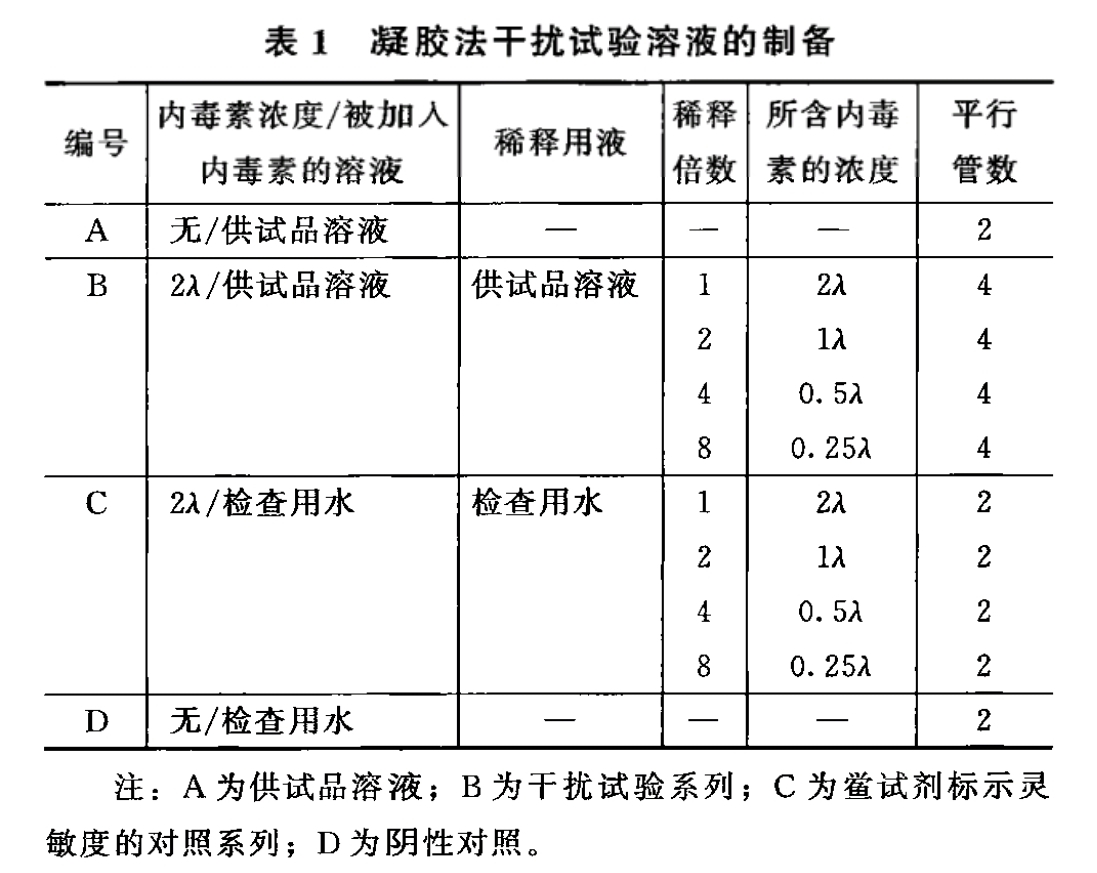 表 1 凝胶法干扰试验溶液的制备
编号 内毒素浓度/被加入内毒素的溶液 稀释用液 稀释倍数 所含内毒素的浓度 平行管数
A 无/供试品溶液 — — — 2
B 2λ/供试品溶液 供试品溶液 1 2λ 4
2 1λ 4
4 0.5λ 4
8 0.25λ 4
C 2λ/检查用水 检查用水 1 2λ 2
2 1λ 2
4 0.5λ 2
8 0.25λ 2
D 无/检查用水 — — — 2
注：A 为供试品溶液；B 为干扰试验系列；C 为鲎试剂标示灵
敏度的对照系列；D 为阴性对照。